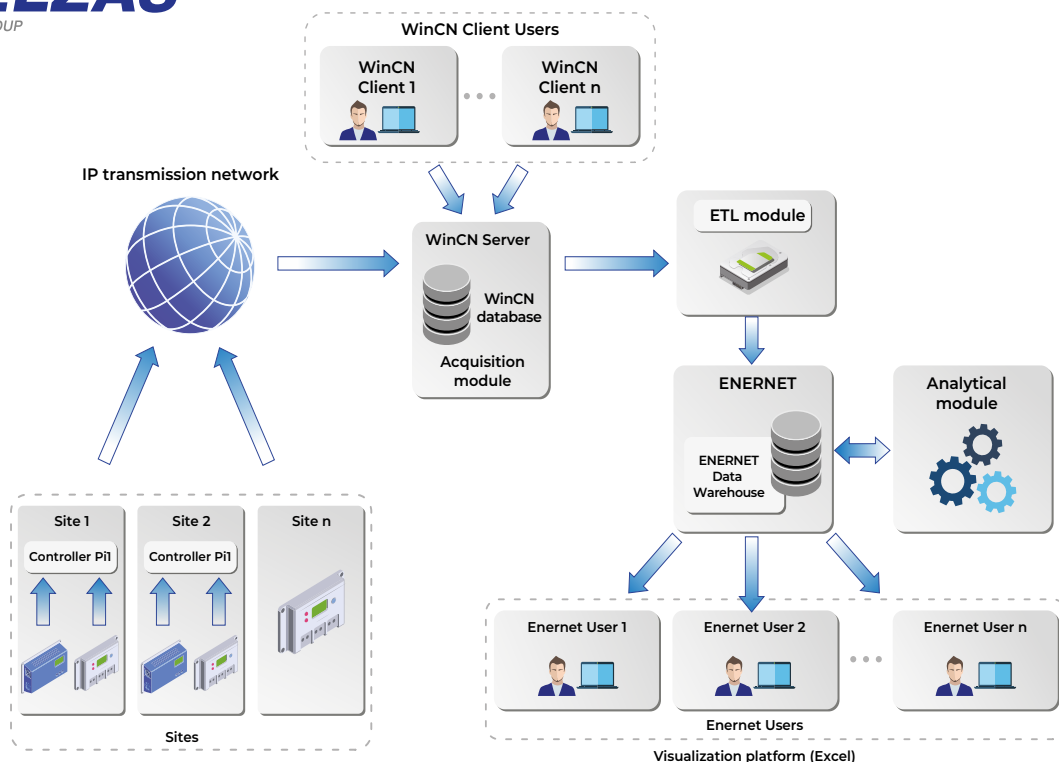 WinCN Client Users
WinCN
Client 1
WinCN
Client n
IP transmission network
WinCN Server
WinCN
database
Acquisition
module
ETL module
ENERNET
ENERNET
Data
Warehouse
Analytical
module
Site 1
Controller Pi1
Site 2
Controller Pi1
Site n
Sites
Enernet User 1
Enernet User 2
Enernet User n
Enernet Users
Visualization platform (Excel)